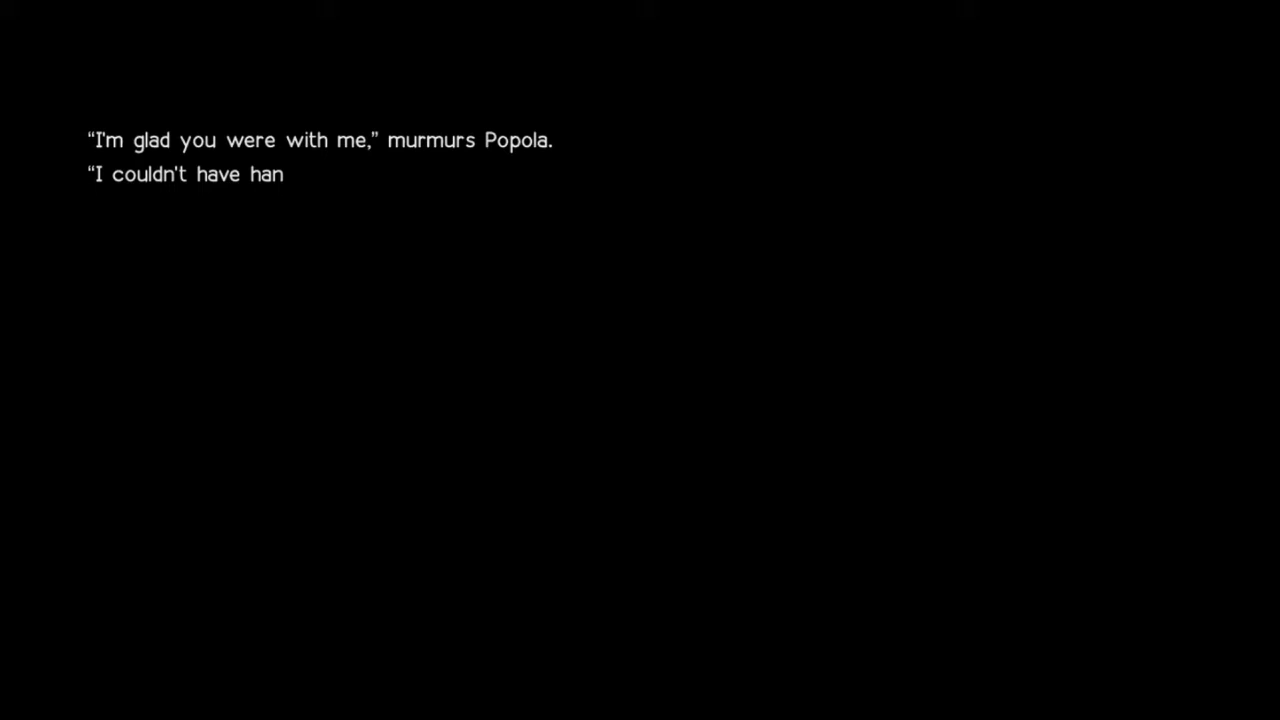 “I'm glad you were with me,” murmurs Popola.
“I couldn't have han